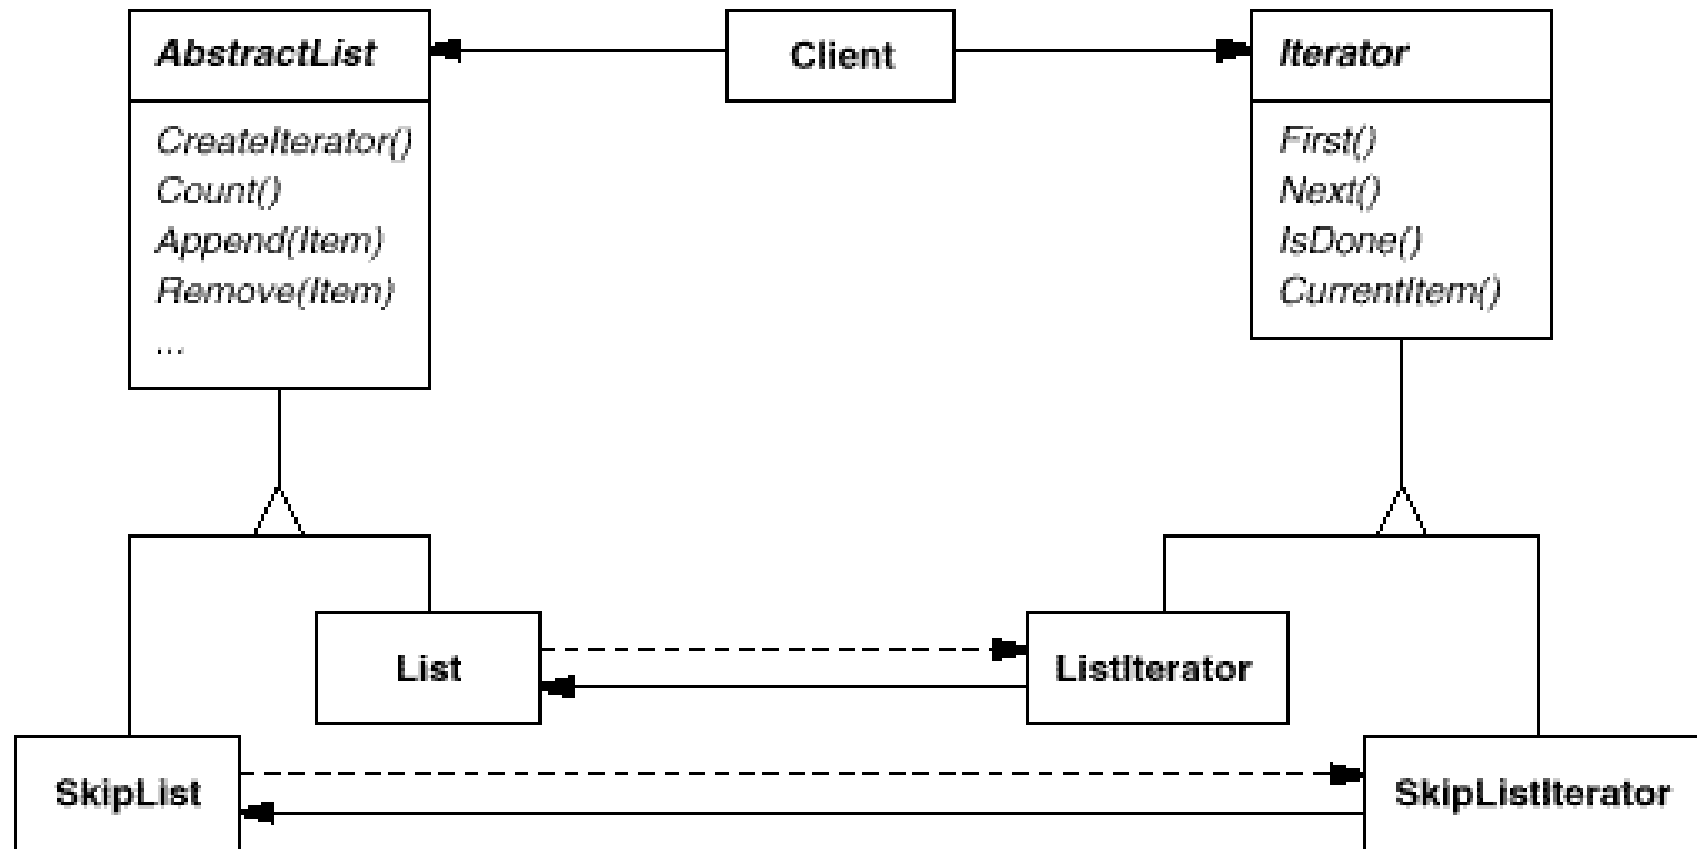 AbstractList
CreateIterator()
Count()
Append(Item)
Remove(Item)
...
Client
Iterator
First()
Next()
IsDone()
CurrentItem()
List
ListIterator
SkipList
SkipListIterator